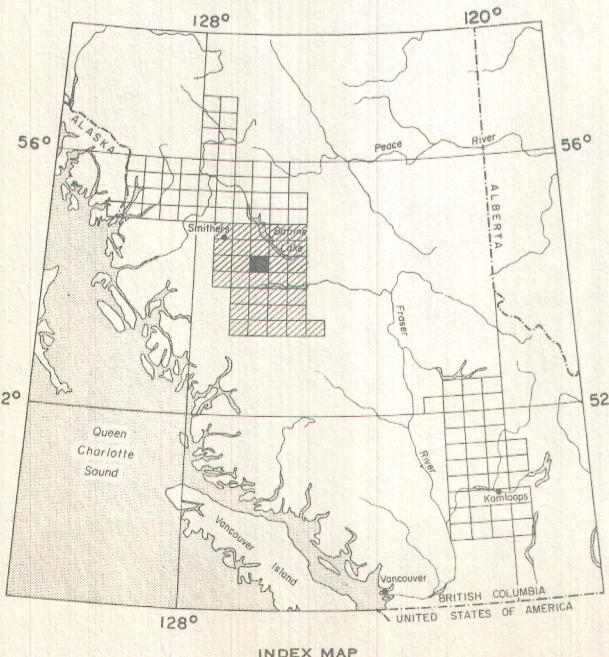 128°
120°
ALASKA
56°
Peace River
56°
ALBERTA
Smithers
Babine
Lake
Fraser
2°
52°
Queen
Charlotte
Sound
River
Kamloops
Vancouver
Island
Vancouver
BRITISH COLUMBIA
UNITED STATES OF AMERICA
128°
INDEX MAP